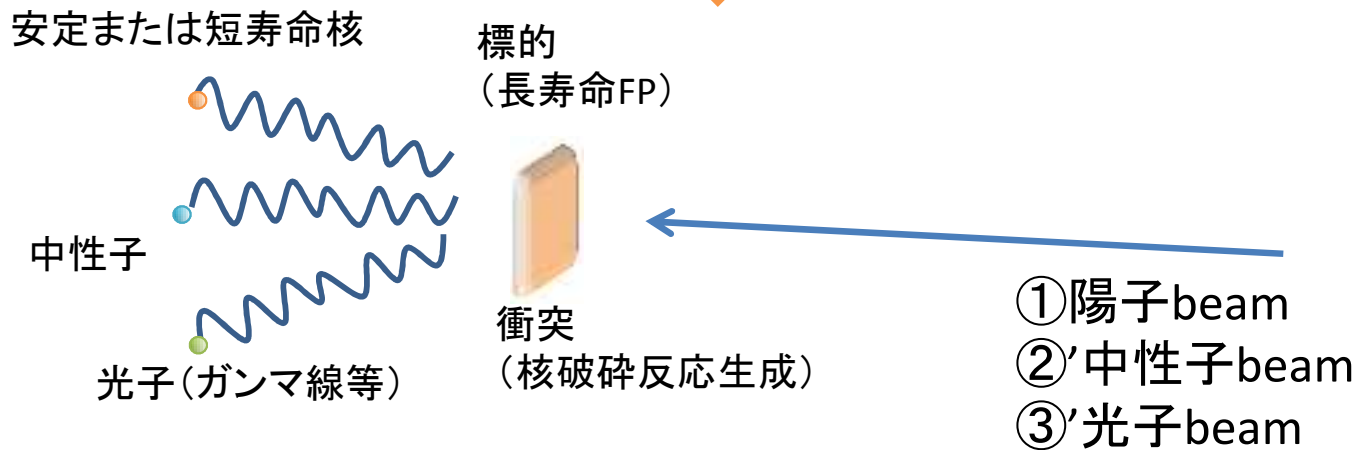 安定または短寿命核
標的
(長寿命FP)
中性子
光子(ガンマ線等)
衝突
(核破砕反応生成)
①陽子beam
②’中性子beam
③’光子beam